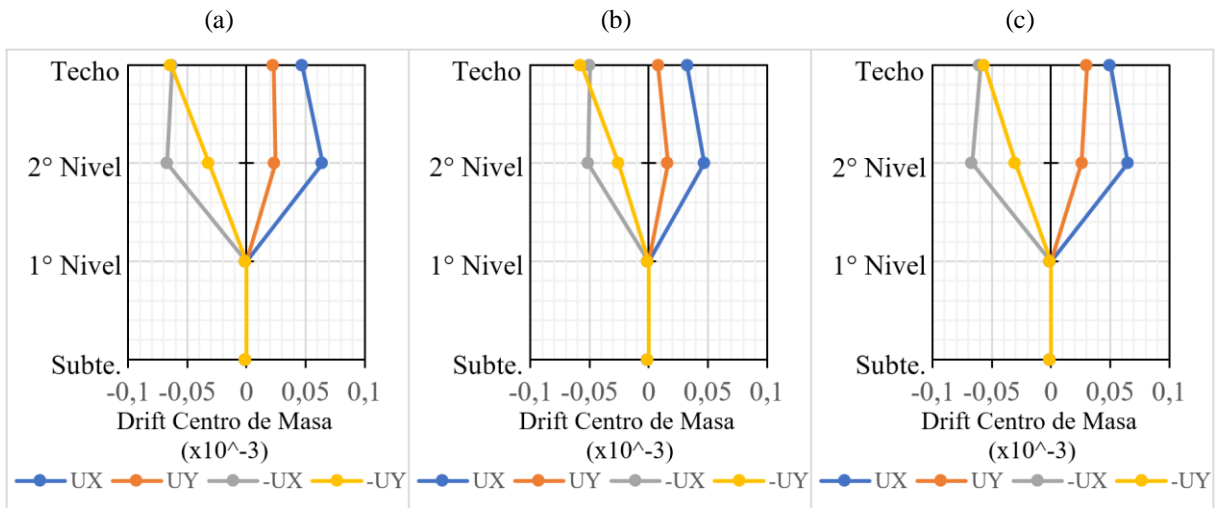 (a) (b) (c)
Techo Techo Techo
2° Nivel 2° Nivel 2° Nivel
1° Nivel 1° Nivel 1° Nivel
Subte. Subte. Subte.
-0,1 -0,05 0 0,05 0,1 -0,1 -0,05 0 0,05 0,1 -0,1 -0,05 0 0,05 0,1
Drift Centro de Masa Drift Centro de Masa Drift Centro de Masa
(x10^-3) (x10^-3) (x10^-3)
UX UY -UX -UY UX UY -UX -UY UX UY -UX -UY